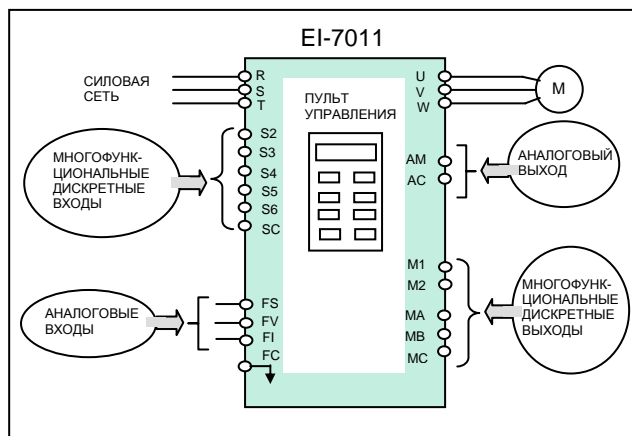 EI-7011
СИЛОВАЯ
СЕТЬ
R
S
T
ПУЛЬТ
УПРАВЛЕНИЯ
U
V
W
М
МНОГОФУНК-
ЦИОНАЛЬНЫЕ
ДИСКРЕТНЫЕ
ВХОДЫ
S2
S3
S4
S5
S6
SC
AM
AC
АНАЛОГОВЫЙ
ВЫХОД
АНАЛОГОВЫЕ
ВХОДЫ
FS
FV
FI
FC
M1
M2
MA
MB
MC
МНОГОФУНК-
ЦИОНАЛЬНЫЕ
ДИСКРЕТНЫЕ
ВЫХОДЫ